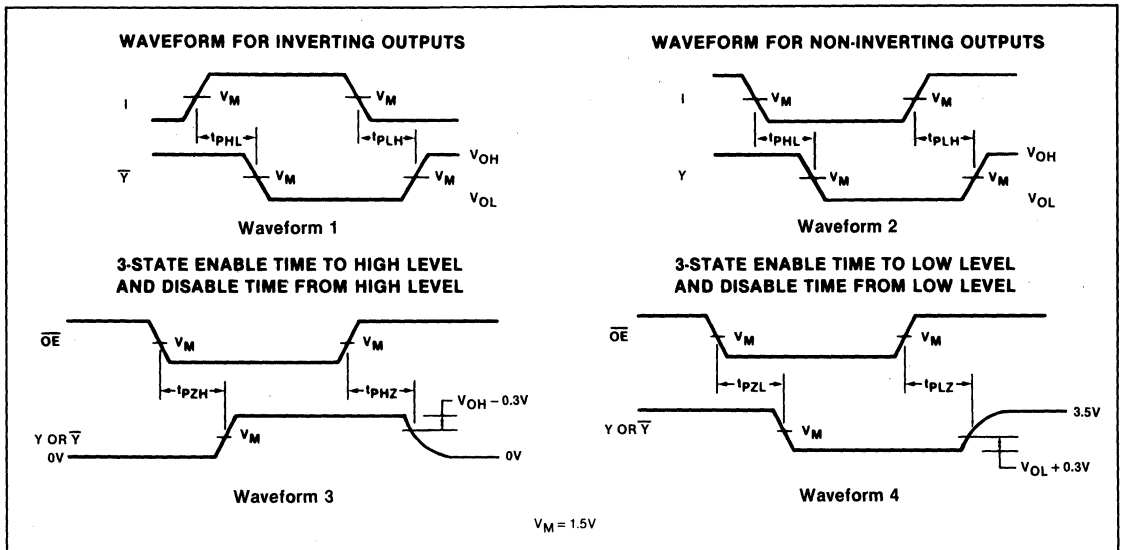 WAVEFORM FOR INVERTING OUTPUTS
I
VM
VM
tPHL
tPLH
Y̅
VM
VM
VOH
VOL
Waveform 1
WAVEFORM FOR NON-INVERTING OUTPUTS
I
VM
VM
tPHL
tPLH
Y
VM
VM
VOH
VOL
Waveform 2
3-STATE ENABLE TIME TO HIGH LEVEL
AND DISABLE TIME FROM HIGH LEVEL
O̅E̅
VM
VM
tPZH
tPHZ
VOH – 0.3V
Y OR Y̅
VM
0V
0V
Waveform 3
3-STATE ENABLE TIME TO LOW LEVEL
AND DISABLE TIME FROM LOW LEVEL
O̅E̅
VM
VM
tPZL
tPLZ
3.5V
Y OR Y̅
VM
VOL + 0.3V
Waveform 4
VM = 1.5V